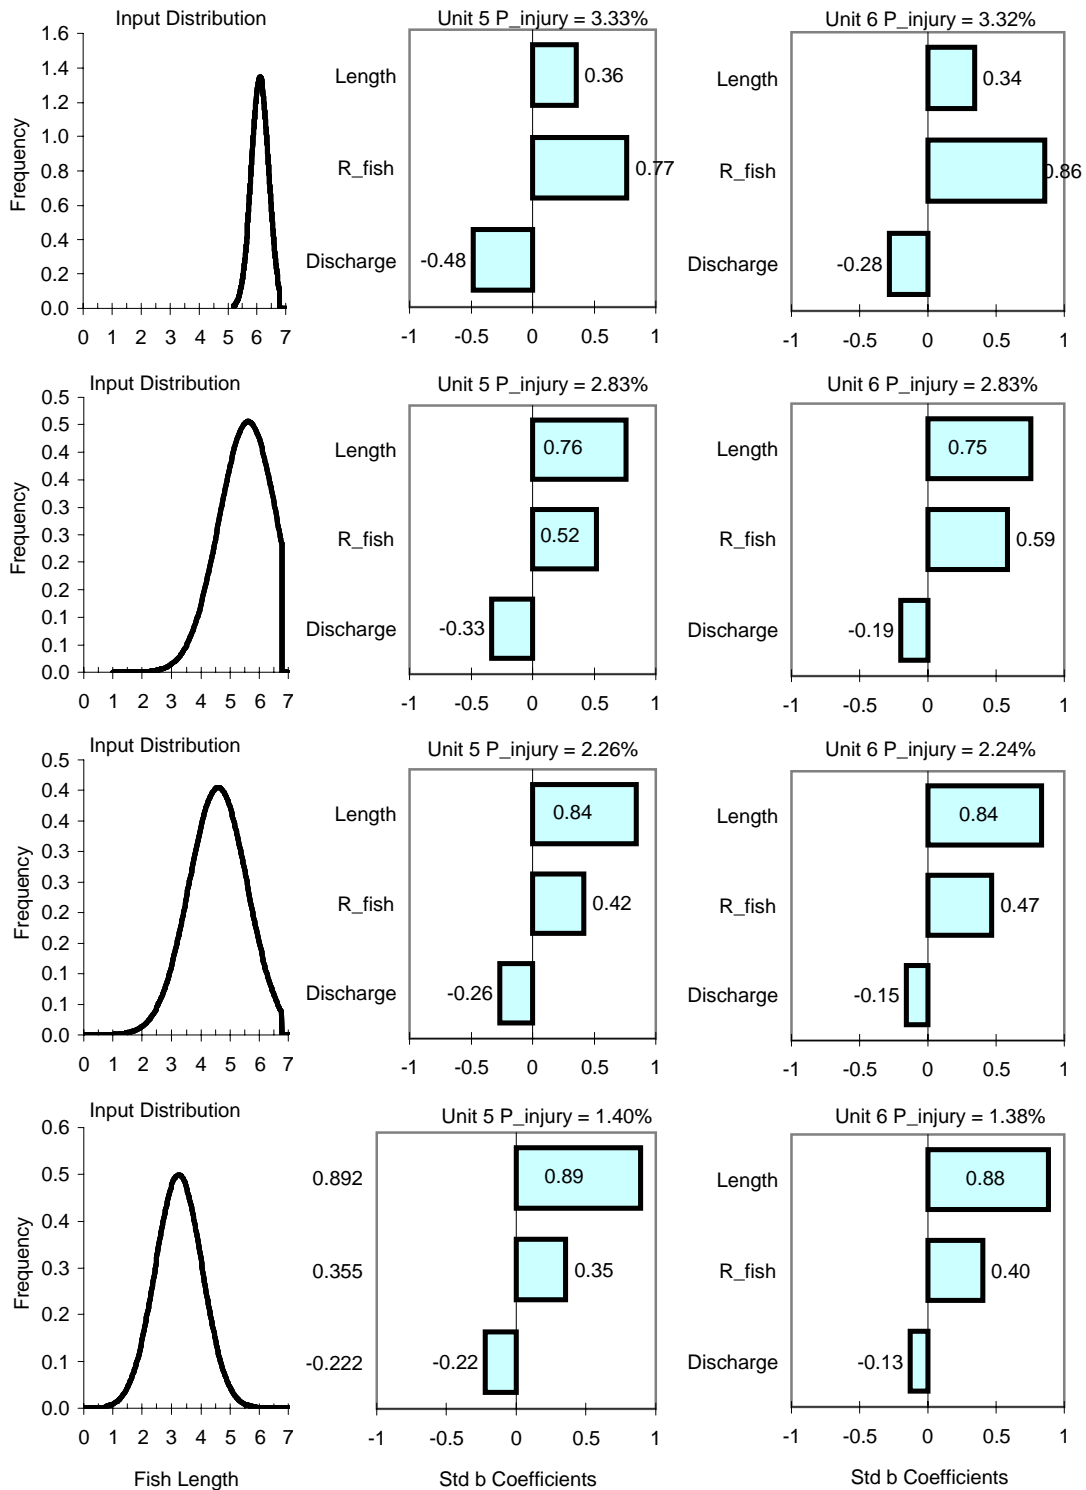 Input Distribution
Unit 5 P_injury = 3.33%
Unit 6 P_injury = 3.32%
Frequency
1.6
1.4
1.2
1.0
0.8
0.6
0.4
0.2
0.0
0 1 2 3 4 5 6 7
Length
0.36
R_fish
0.77
Discharge
-0.48
-1 -0.5 0 0.5 1
Length
0.34
R_fish
0.86
Discharge
-0.28
-1 -0.5 0 0.5 1
Input Distribution
Unit 5 P_injury = 2.83%
Unit 6 P_injury = 2.83%
Frequency
0.5
0.5
0.4
0.4
0.3
0.3
0.2
0.2
0.1
0.1
0.0
0 1 2 3 4 5 6 7
Length
0.76
R_fish
0.52
Discharge
-0.33
-1 -0.5 0 0.5 1
Length
0.75
R_fish
0.59
Discharge
-0.19
-1 -0.5 0 0.5 1
Input Distribution
Unit 5 P_injury = 2.26%
Unit 6 P_injury = 2.24%
Frequency
0.5
0.4
0.4
0.3
0.3
0.2
0.2
0.1
0.1
0.0
0 1 2 3 4 5 6 7
Length
0.84
R_fish
0.42
Discharge
-0.26
-1 -0.5 0 0.5 1
Length
0.84
R_fish
0.47
Discharge
-0.15
-1 -0.5 0 0.5 1
Input Distribution
Unit 5 P_injury = 1.40%
Unit 6 P_injury = 1.38%
Frequency
0.6
0.5
0.4
0.3
0.2
0.1
0.0
0 1 2 3 4 5 6 7
Fish Length
0.892
0.89
0.355
0.35
-0.222
-0.22
-1 -0.5 0 0.5 1
Std b Coefficients
Length
0.88
R_fish
0.40
Discharge
-0.13
-1 -0.5 0 0.5 1
Std b Coefficients